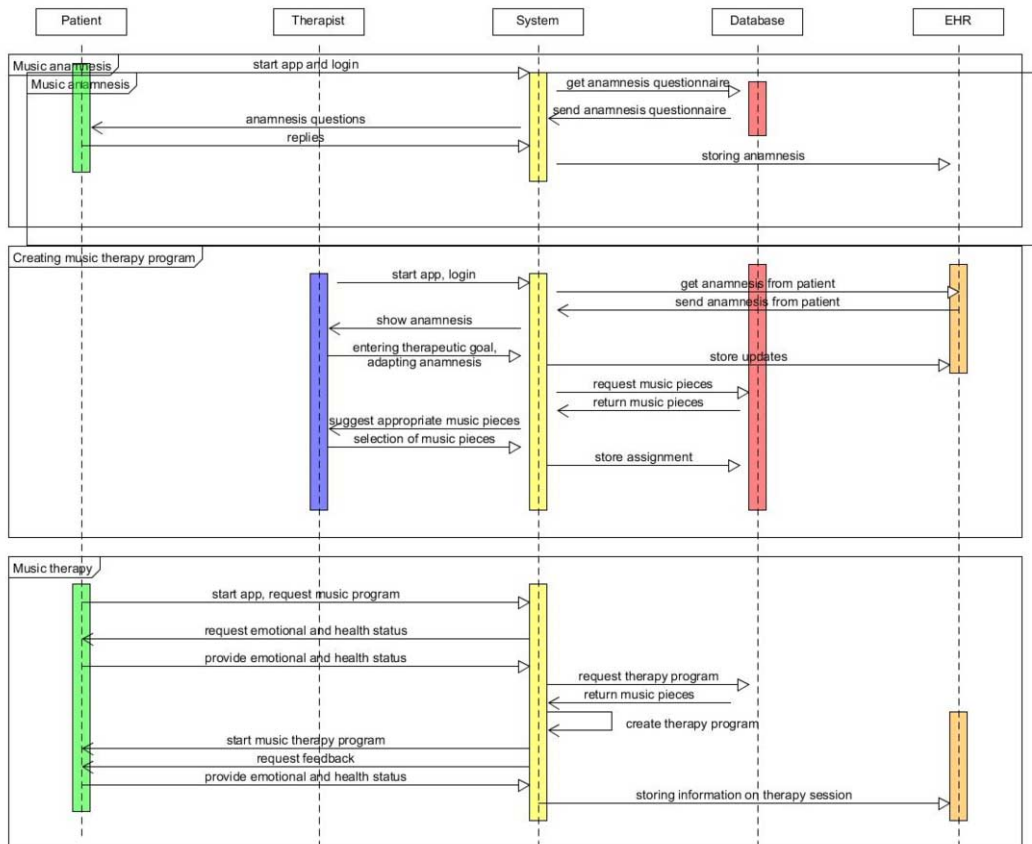 Patient
Therapist
System
Database
EHR
Music anamnesis
start app and login
Music anamnesis
get anamnesis questionnaire
send anamnesis questionnaire
anamnesis questions
replies
storing anamnesis
Creating music therapy program
start app, login
get anamnesis from patient
send anamnesis from patient
show anamnesis
entering therapeutic goal,
adapting anamnesis
store updates
request music pieces
return music pieces
suggest appropriate music pieces
selection of music pieces
store assignment
Music therapy
start app, request music program
request emotional and health status
provide emotional and health status
request therapy program
return music pieces
create therapy program
start music therapy program
request feedback
provide emotional and health status
storing information on therapy session